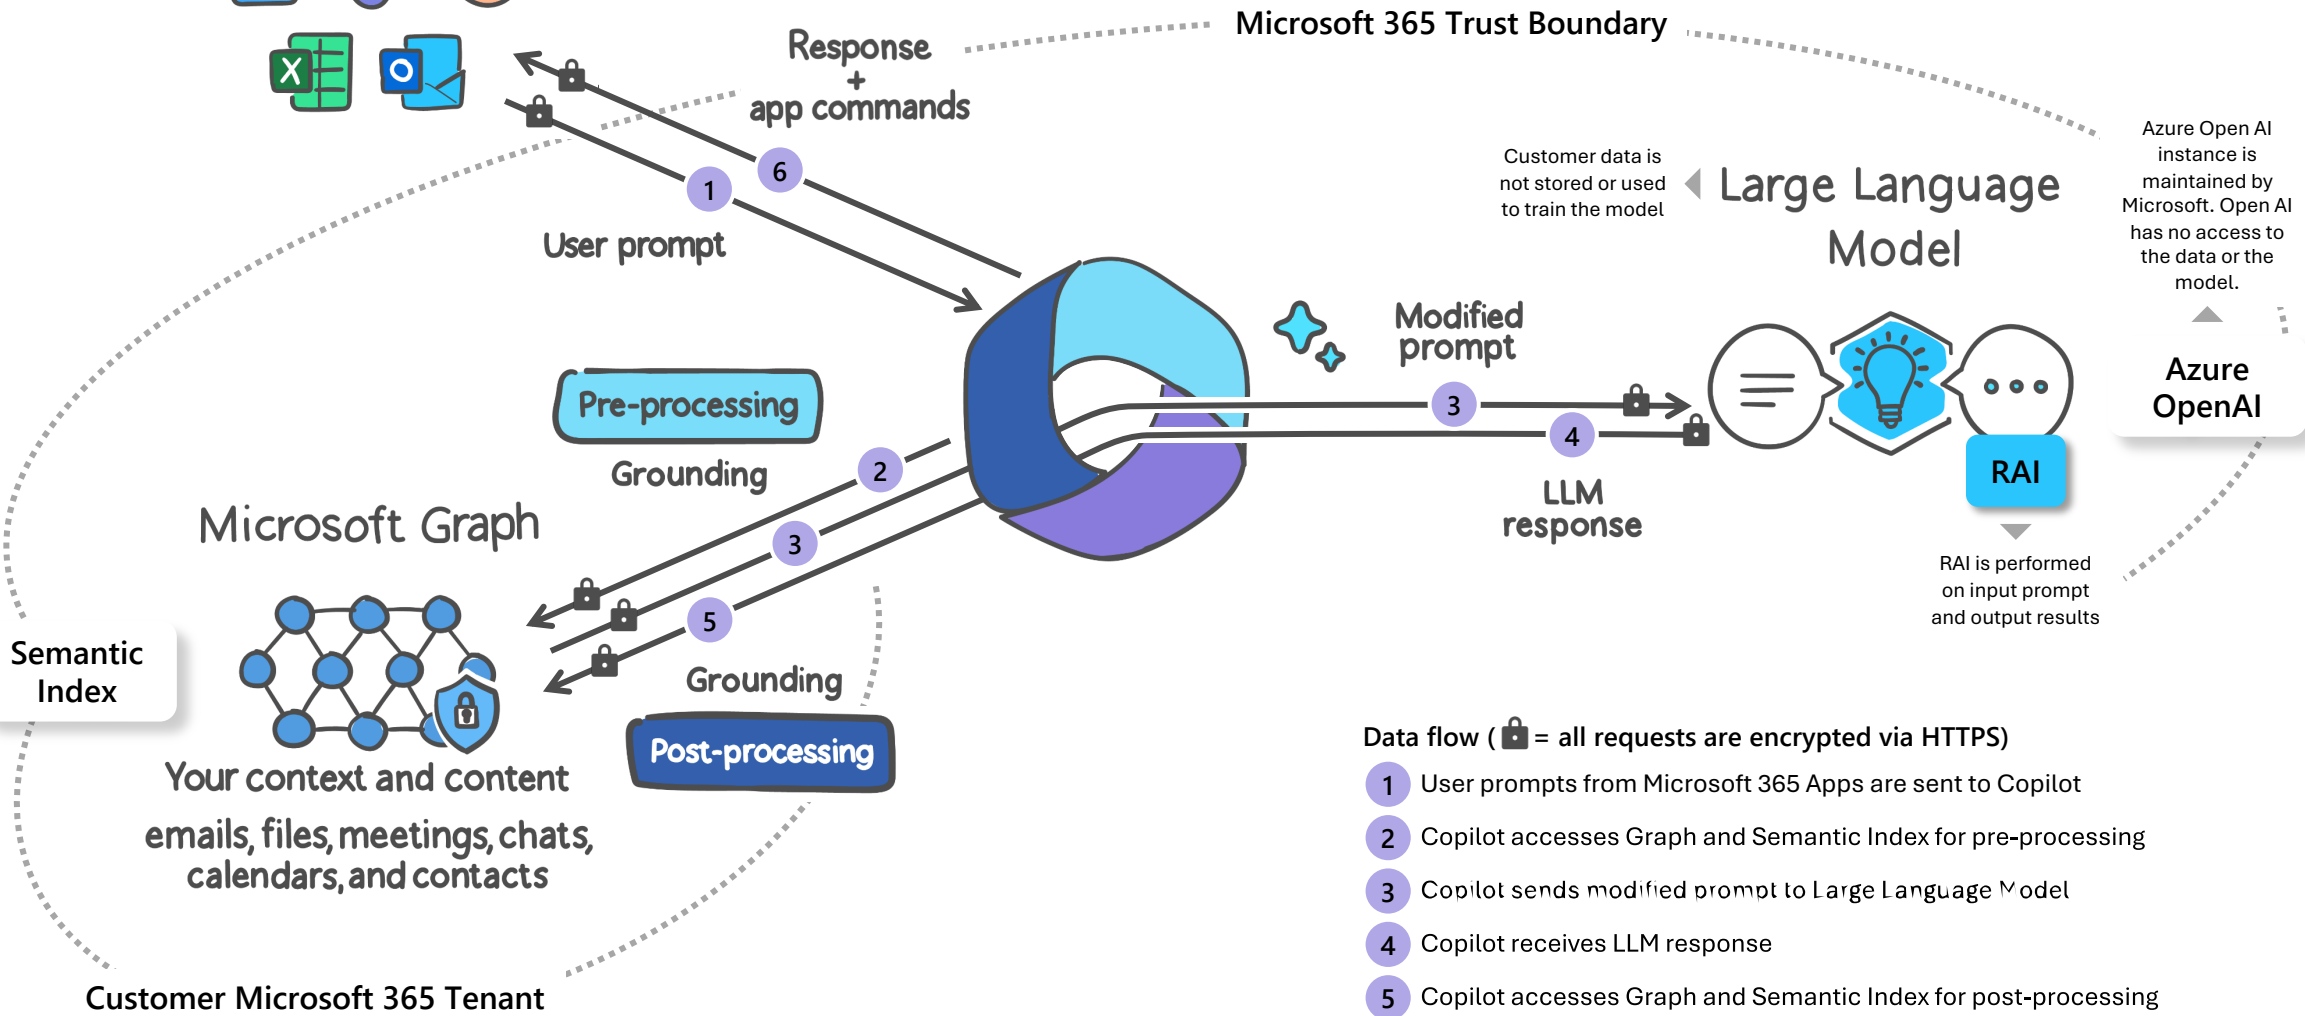 Microsoft 365 Trust Boundary
Response
+
app commands
X
O
6
1
User prompt
Customer data is
not stored or used
to train the model
Large Language
Model
Azure Open AI
instance is
maintained by
Microsoft. Open AI
has no access to
the data or the
model.
Azure
OpenAI
Modified
prompt
3
4
LLM
response
RAI
RAI is performed
on input prompt
and output results
Pre-processing
Grounding
2
3
5
Microsoft Graph
Semantic
Index
Grounding
Post-processing
Your context and content
emails, files, meetings, chats,
calendars, and contacts
Customer Microsoft 365 Tenant
Data flow ( = all requests are encrypted via HTTPS)
1 User prompts from Microsoft 365 Apps are sent to Copilot
2 Copilot accesses Graph and Semantic Index for pre-processing
3 Copilot sends modified prompt to Large Language Model
4 Copilot receives LLM response
5 Copilot accesses Graph and Semantic Index for post-processing